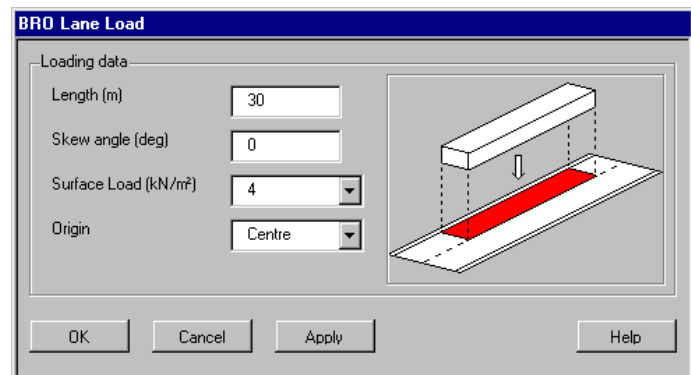 BRO Lane Load
Loading data
Length (m) 30
Skew angle (deg) 0
Surface Load (kN/m²) 4
Origin Centre
OK Cancel Apply Help